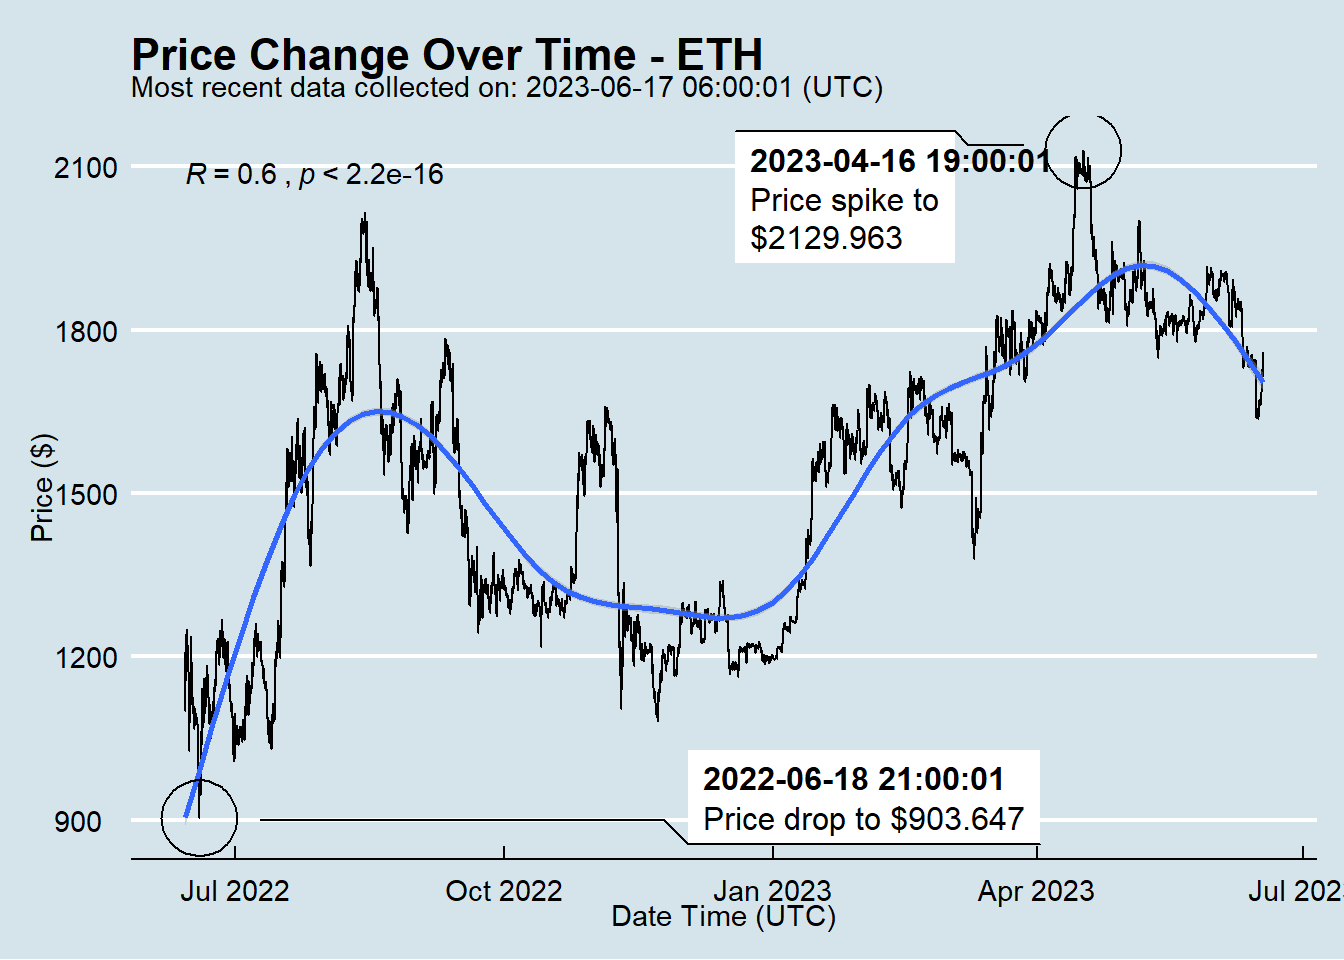 Price Change Over Time - ETH
Most recent data collected on: 2023-06-17 06:00:01 (UTC)
R = 0.6 , p < 2.2e-16
2023-04-16 19:00:01
Price spike to
$2129.963
2100
1800
1500
1200
900
Price ($)
2022-06-18 21:00:01
Price drop to $903.647
Jul 2022
Oct 2022
Jan 2023
Apr 2023
Jul 202
Date Time (UTC)